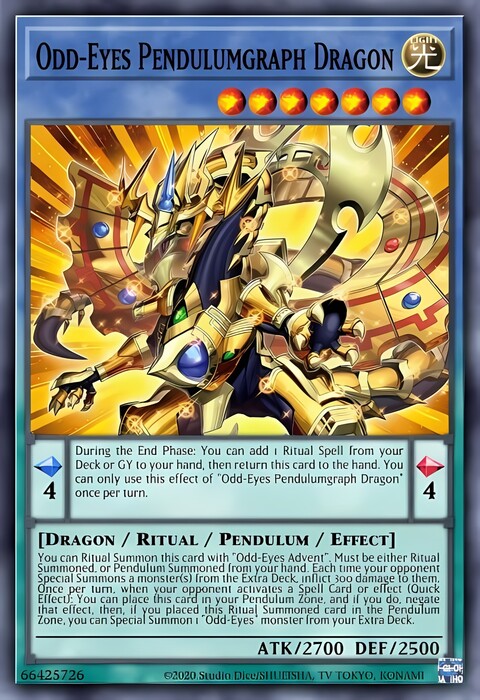 Odd-Eyes Pendulumgraph Dragon
LIGHT
光
During the End Phase: You can add 1 Ritual Spell from your
Deck or GY to your hand, then return this card to the hand. You
can only use this effect of "Odd-Eyes Pendulumgraph Dragon"
once per turn.
4
4
[Dragon / Ritual / Pendulum / Effect]
You can Ritual Summon this card with "Odd-Eyes Advent". Must be either Ritual
Summoned, or Pendulum Summoned from your hand. Each time your opponent
Special Summons a monster(s) from the Extra Deck, inflict 300 damage to them.
Once per turn, when your opponent activates a Spell Card or effect (Quick
Effect): You can place this card in your Pendulum Zone, and if you do, negate
that effect, then, if you placed this Ritual Summoned card in the Pendulum
Zone, you can Special Summon 1 "Odd-Eyes" monster from your Extra Deck.
ATK/2700 DEF/2500
66425726
©2020 Studio Dice/SHUEISHA, TV TOKYO, KONAMI